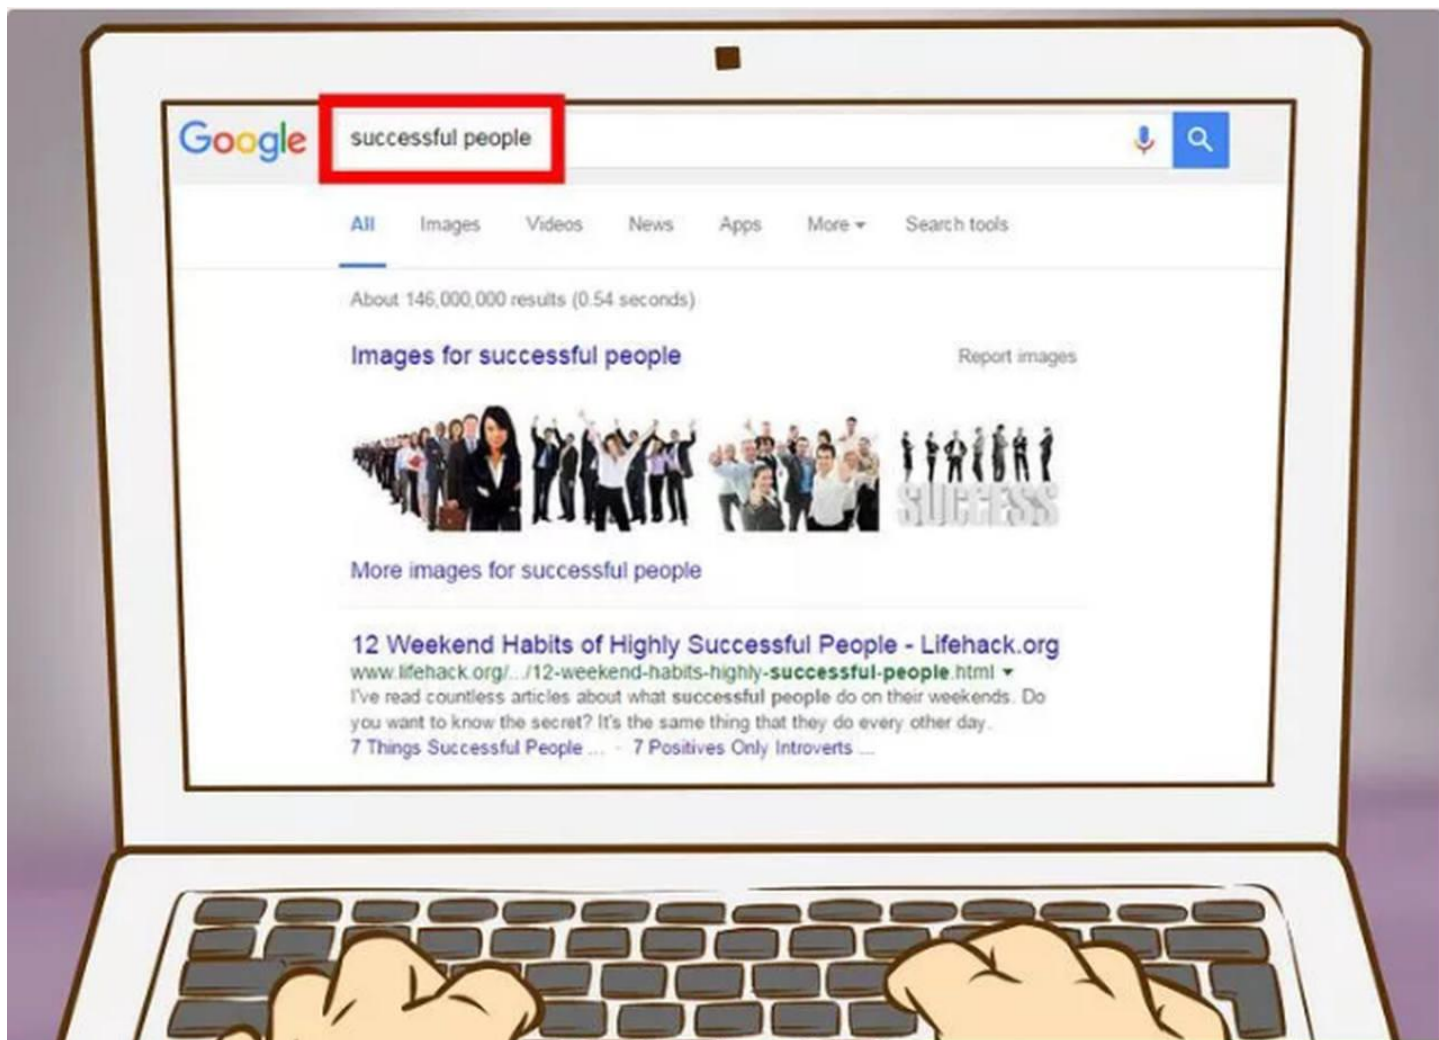 Google successful people
All Images Videos News Apps More Search tools
About 146,000,000 results (0.54 seconds)
Images for successful people Report images
SUCCESS
More images for successful people
12 Weekend Habits of Highly Successful People - Lifehack.org
www.lifehack.org/.../12-weekend-habits-highly-successful-people.html
I've read countless articles about what successful people do on their weekends. Do
you want to know the secret? It's the same thing that they do every other day.
7 Things Successful People ... · 7 Positives Only Introverts ...